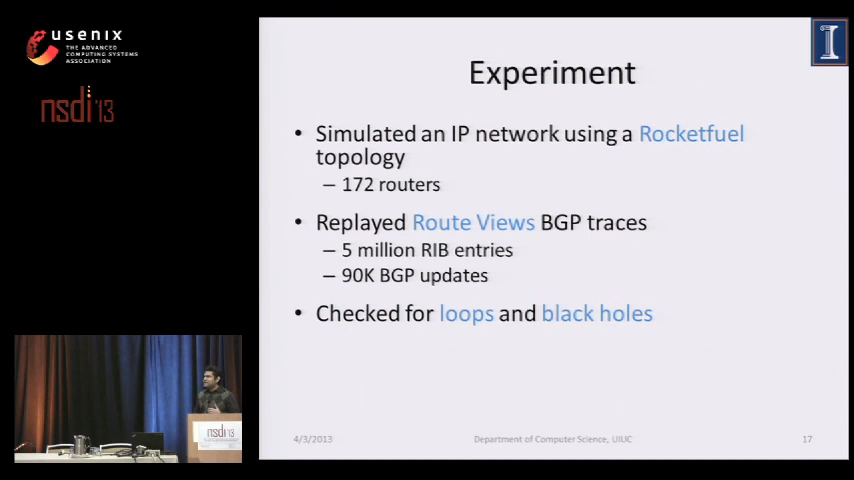 usenix
THE ADVANCED
COMPUTING SYSTEMS
ASSOCIATION
nsdi '13
Experiment
• Simulated an IP network using a Rocketfuel
topology
– 172 routers
• Replayed Route Views BGP traces
– 5 million RIB entries
– 90K BGP updates
• Checked for loops and black holes
4/3/2013
Department of Computer Science, UIUC
17
I
nsdi '13